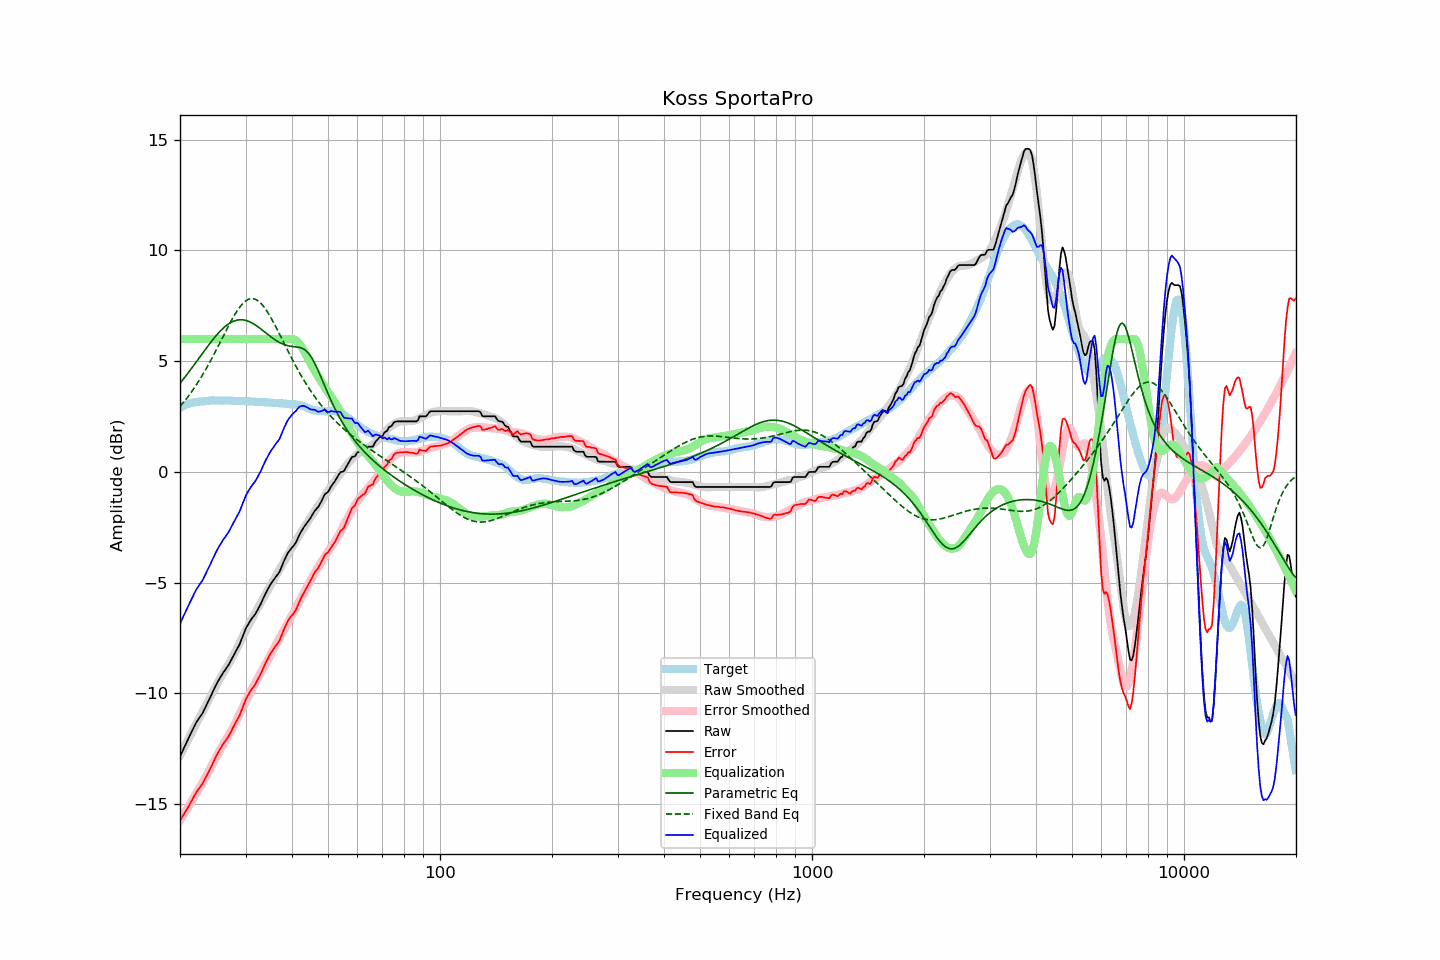 Koss SportaPro
15
10
5
0
−5
−10
−15
Amplitude (dBr)
Target
Raw Smoothed
Error Smoothed
Raw
Error
Equalization
Parametric Eq
Fixed Band Eq
Equalized
100
1000
10000
Frequency (Hz)